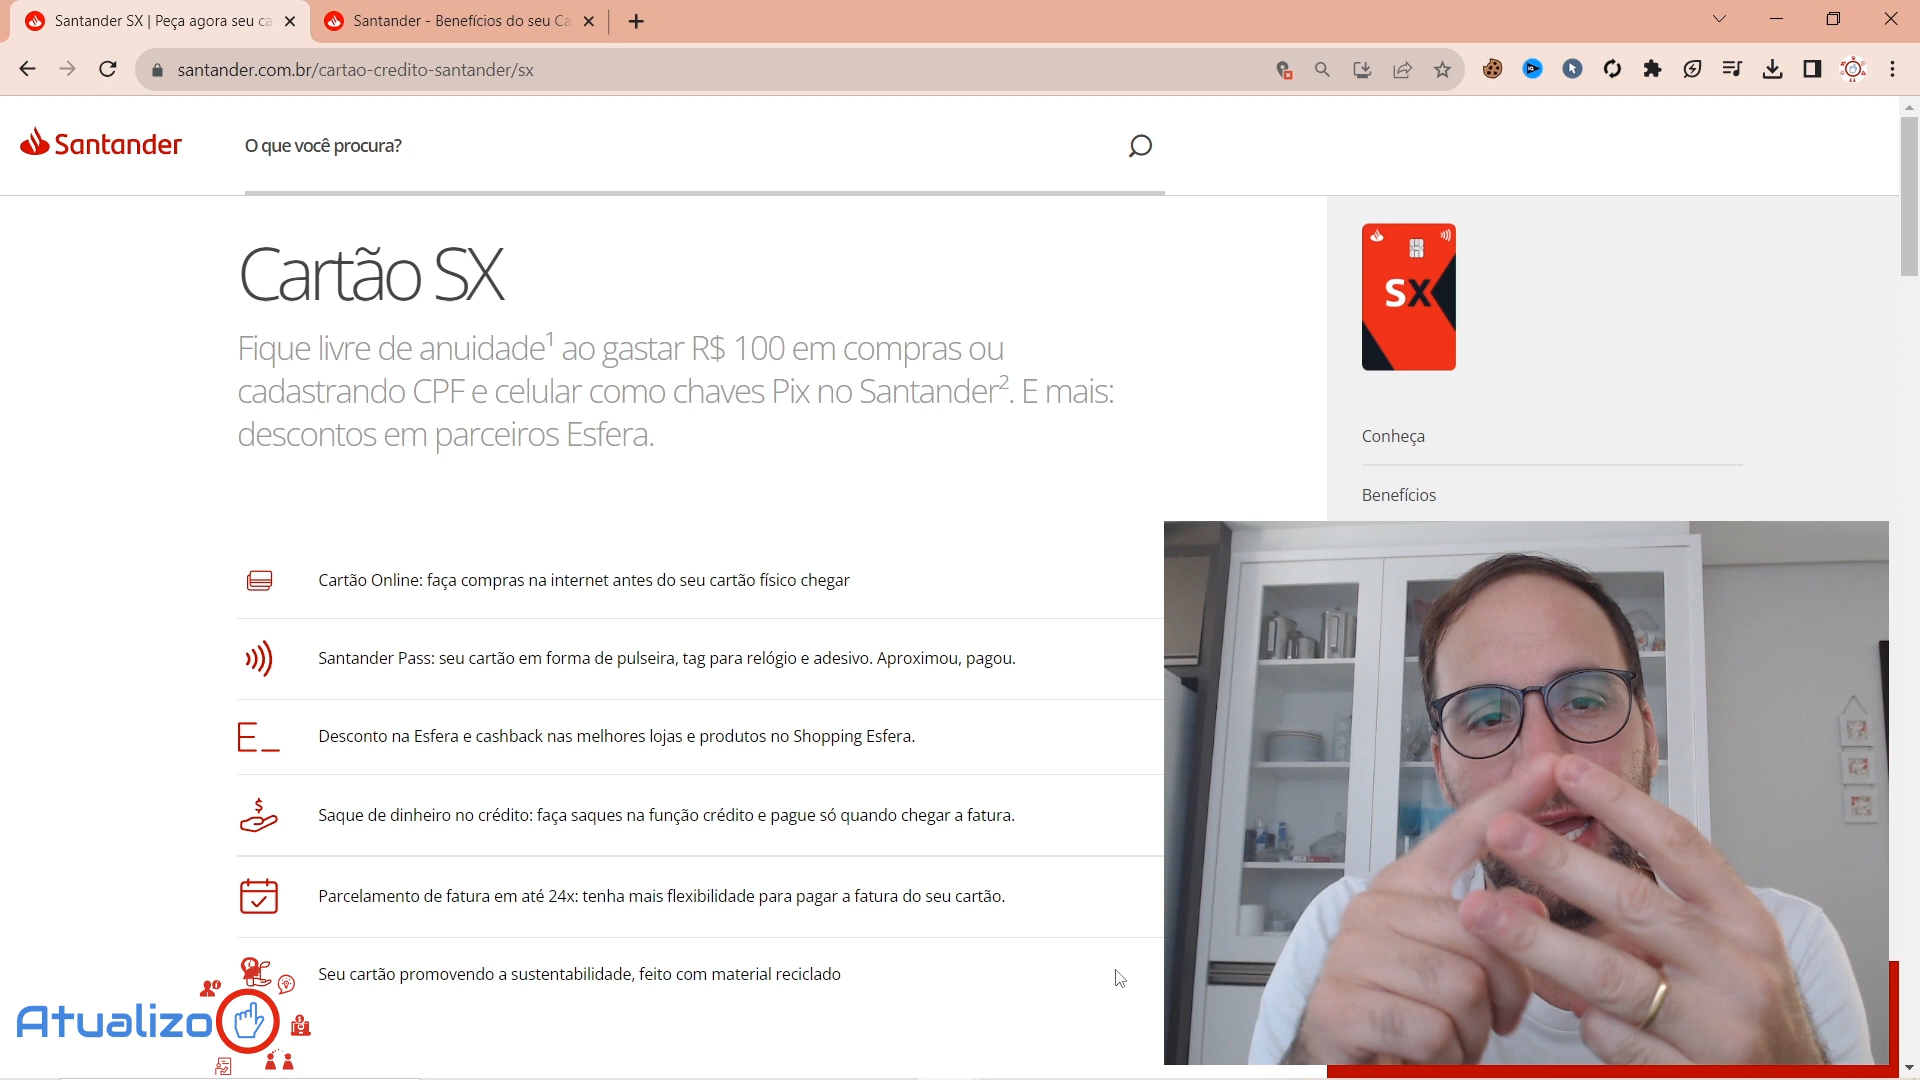 Santander SX | Peça agora seu ca
Santander - Benefícios do seu Ca
santander.com.br/cartao-credito-santander/sx
Santander
O que você procura?
Cartão SX
Fique livre de anuidade¹ ao gastar R$ 100 em compras ou
cadastrando CPF e celular como chaves Pix no Santander². E mais:
descontos em parceiros Esfera.
SX
Conheça
Benefícios
Cartão Online: faça compras na internet antes do seu cartão físico chegar
Santander Pass: seu cartão em forma de pulseira, tag para relógio e adesivo. Aproximou, pagou.
Desconto na Esfera e cashback nas melhores lojas e produtos no Shopping Esfera.
Saque de dinheiro no crédito: faça saques na função crédito e pague só quando chegar a fatura.
Parcelamento de fatura em até 24x: tenha mais flexibilidade para pagar a fatura do seu cartão.
Seu cartão promovendo a sustentabilidade, feito com material reciclado
Atualizo